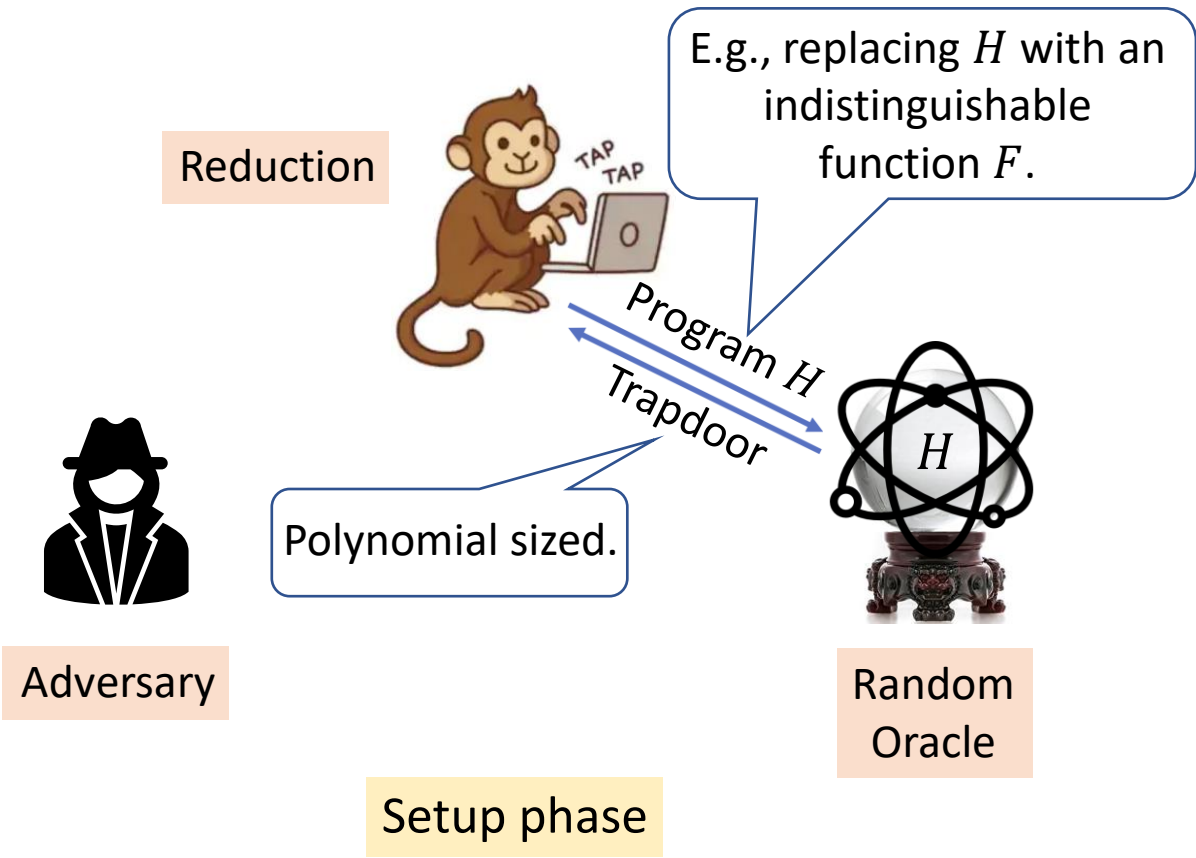 E.g., replacing H with an
indistinguishable
function F.
Reduction
TAP
TAP
Program H
Trapdoor
H
Polynomial sized.
Adversary
Random
Oracle
Setup phase